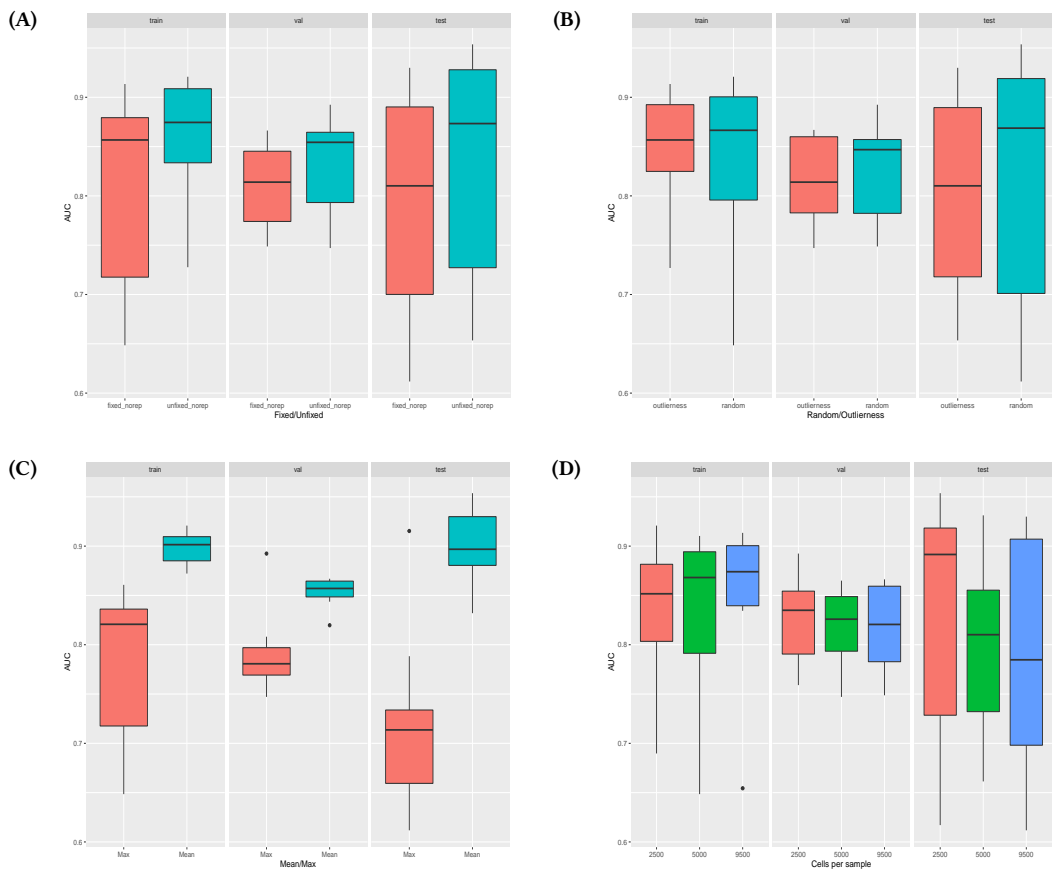 (A)
train val test
AUC
0.9
0.8
0.7
0.6
fixed_norep unfixed_norep fixed_norep unfixed_norep fixed_norep unfixed_norep
Fixed/Unfixed
(B)
train val test
AUC
0.9
0.8
0.7
0.6
outlierness random outlierness random outlierness random
Random/Outlierness
(C)
train val test
AUC
0.9
0.8
0.7
0.6
Max Mean Max Mean Max Mean
Mean/Max
(D)
train val test
AUC
0.9
0.8
0.7
0.6
2500 5000 9500 2500 5000 9500 2500 5000 9500
Cells per sample